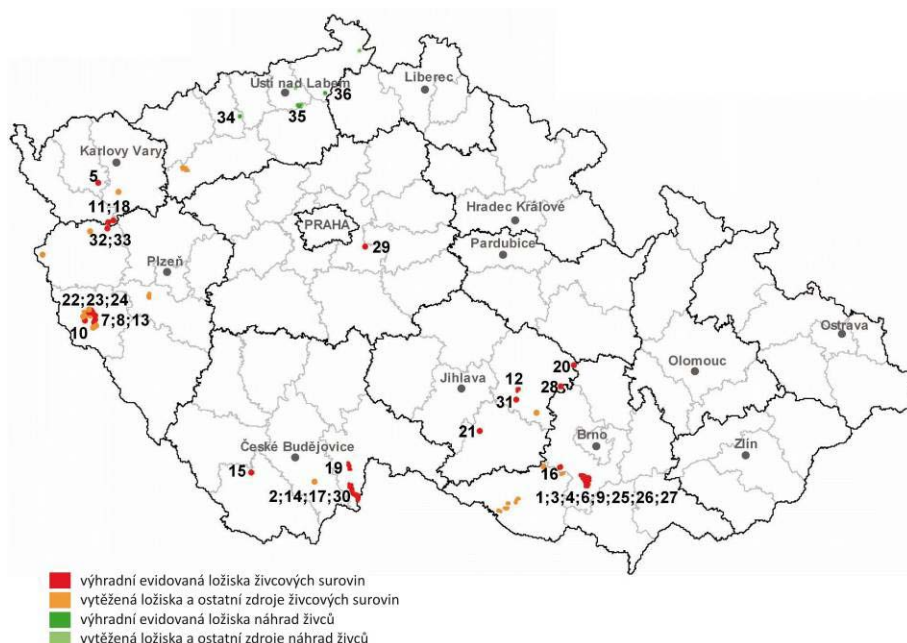 Ústí nad Labem
Liberec
36
34
35
Karlovy Vary
5
11;18
Hradec Králové
PRAHA
32;33
29
Pardubice
Plzeň
22;23;24
7;8;13
10
Ostrava
Jihlava
12
20
Olomouc
28
31
21
Brno
České Budějovice
Zlín
19
15
16
2;14;17;30
1;3;4;6;9;25;26;27
výhradní evidovaná ložiska živcových surovin
vytěžená ložiska a ostatní zdroje živcových surovin
výhradní evidovaná ložiska náhrad živců
vytěžená ložiska a ostatní zdroje náhrad živců